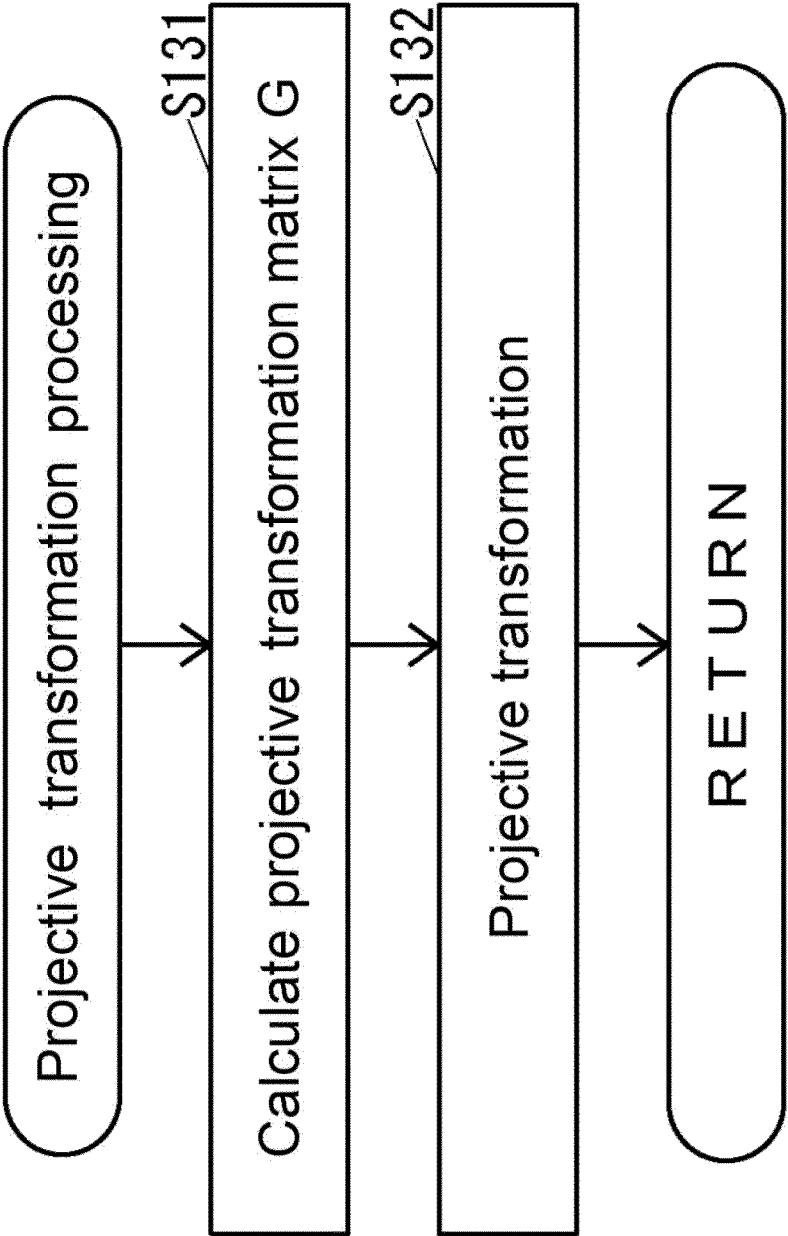 Projective transformation processing
S131
Calculate projective transformation matrix G
S132
Projective transformation
RETURN